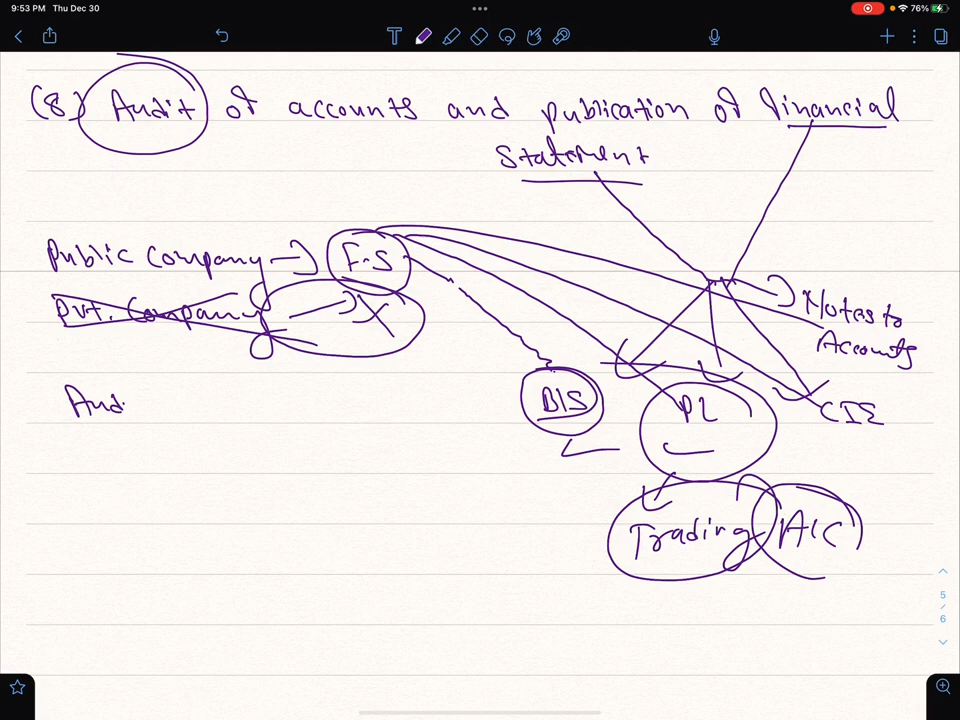 9:53 PM Thu Dec 30
76%
(8) Audit of accounts and publication of financial
statement
Public Company → F.S
Pvt. Company → X
Notes to
Accounts
Aud
B/S
PL
CIE
Trading A/C
5
/
6